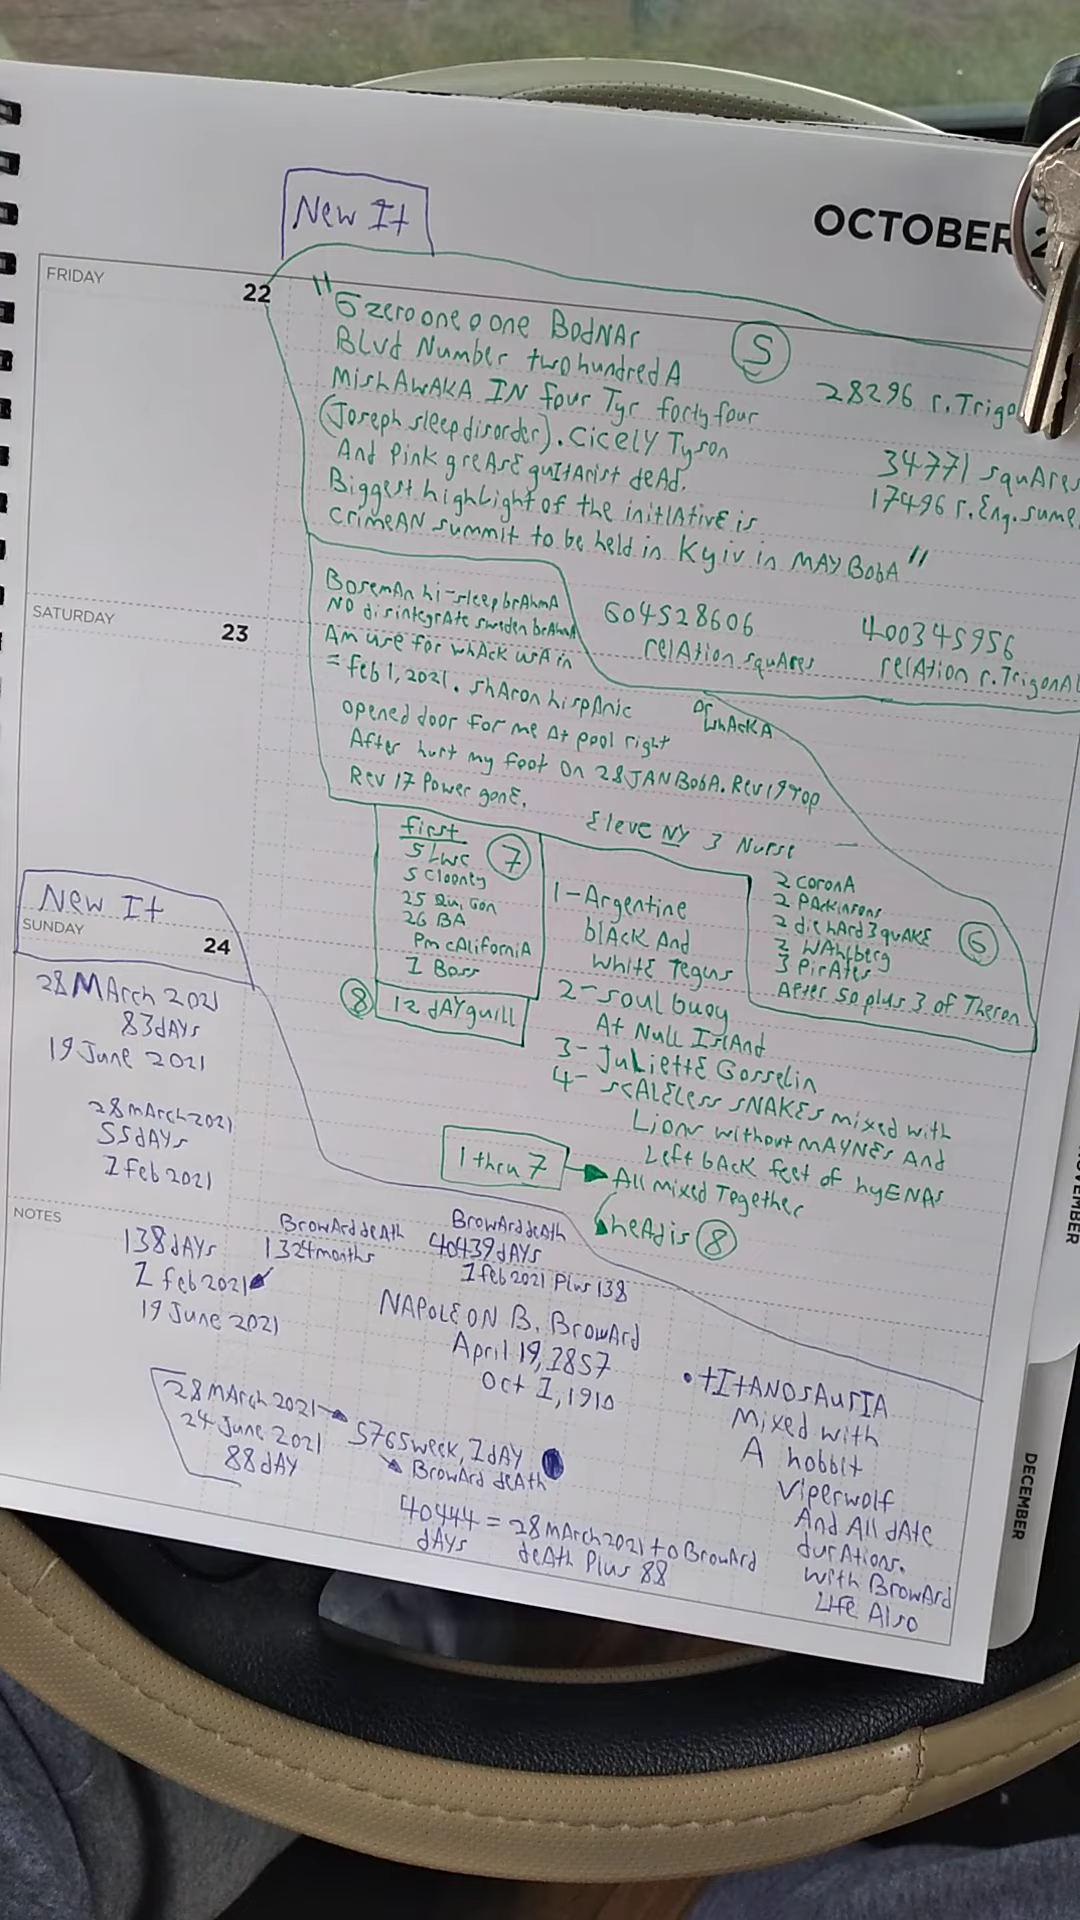 New It
OCTOBER 2
FRIDAY
22
"6 zero one o one BodNAr
Blvd Number two hundred A
MishAwAKA IN four Tyr forty four
(Joseph sleep disorder). Cicely Tyson
And Pink greASE guItArist deAd.
Biggest highLight of the initIAtivE is
crimeAN summit to be held in Kyiv in MAY BobA"
5
28296 r.Trigo
34771 squAres
17496 r.Eng.sume
604528606
relAtion squAres
400345956
relAtion r.TrigonAl
SATURDAY
23
BosemAn hi-sleep brAhmA
NO disintegrAte sweden brAhmA
Am use for whAck usA in
= feb 1, 2021. shAron hispAnic
opened door for me At pool right
After hurt my foot on 28 JAN BobA. Rev 19 Top
Rev 17 Power gonE.
or whAckA
ElEve NY 3 Nurse
first
5 Lwc
5 Clooney
25 Qui, Gon
26 BA
Pm cAliforniA
1 Boss
7
8
12 dAy quill
1-Argentine
blAck And
whitE Tegus
2-soul buoy
At Null IslAnd
3-JuliettE Gosselin
4- scAlEless sNAKEs mixed with
Lions without mAYNEs And
Left bAck feet of hyENAs
2 coronA
2 PArkinsons
2 die hArd 3 quAKE
2 WAhlberg
3 PirAtes
After 50 plus 3 of Theron
6
1 thru 7
All mixed Together
heAd is 8
New It
SUNDAY
24
28 MArch 2021
83 dAYs
19 June 2021
28 mArch 2021
55 dAYs
1 Feb 2021
NOTES
138 dAYs
1 feb 2021
19 June 2021
BrowArd deAth
1324 months
BrowArd deAth
40439 dAYs
1 feb 2021 Plus 138
NAPOLEON B. BrowArd
April 19, 1857
Oct 1, 1910
28 mArch 2021
24 June 2021
88 dAY
5765 week, 1 dAY
BrowArd deAth
40444 = 28 mArch 2021 to BrowArd
dAYs deAth Plus 88
• tItANOsAurIA
Mixed with
A hobbit
Viperwolf
And All dAte
durAtions.
with BrowArd
Life Also
NOVEMBER
DECEMBER